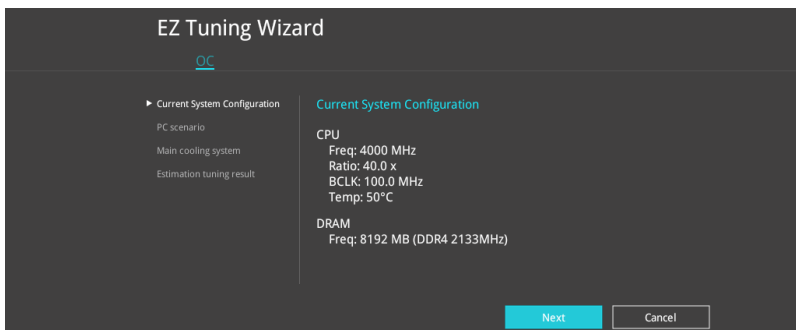 EZ Tuning Wizard
OC
Current System Configuration
PC scenario
Main cooling system
Estimation tuning result
Current System Configuration
CPU
Freq: 4000 MHz
Ratio: 40.0 x
BCLK: 100.0 MHz
Temp: 50°C
DRAM
Freq: 8192 MB (DDR4 2133MHz)
Next
Cancel